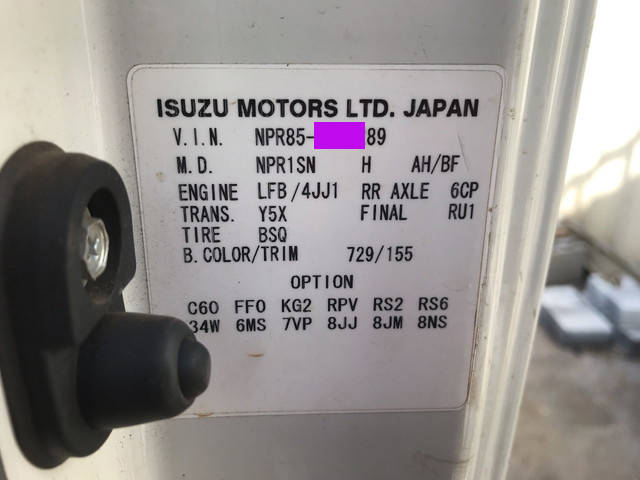 ISUZU MOTORS LTD. JAPAN
V.I.N. NPR85- 89
M.D. NPR1SN H AH/BF
ENGINE LFB/4JJ1 RR AXLE 6CP
TRANS. Y5X FINAL RU1
TIRE BSQ
B.COLOR/TRIM 729/155
OPTION
C60 FF0 KG2 RPV RS2 RS6
34W 6MS 7VP 8JJ 8JM 8NS